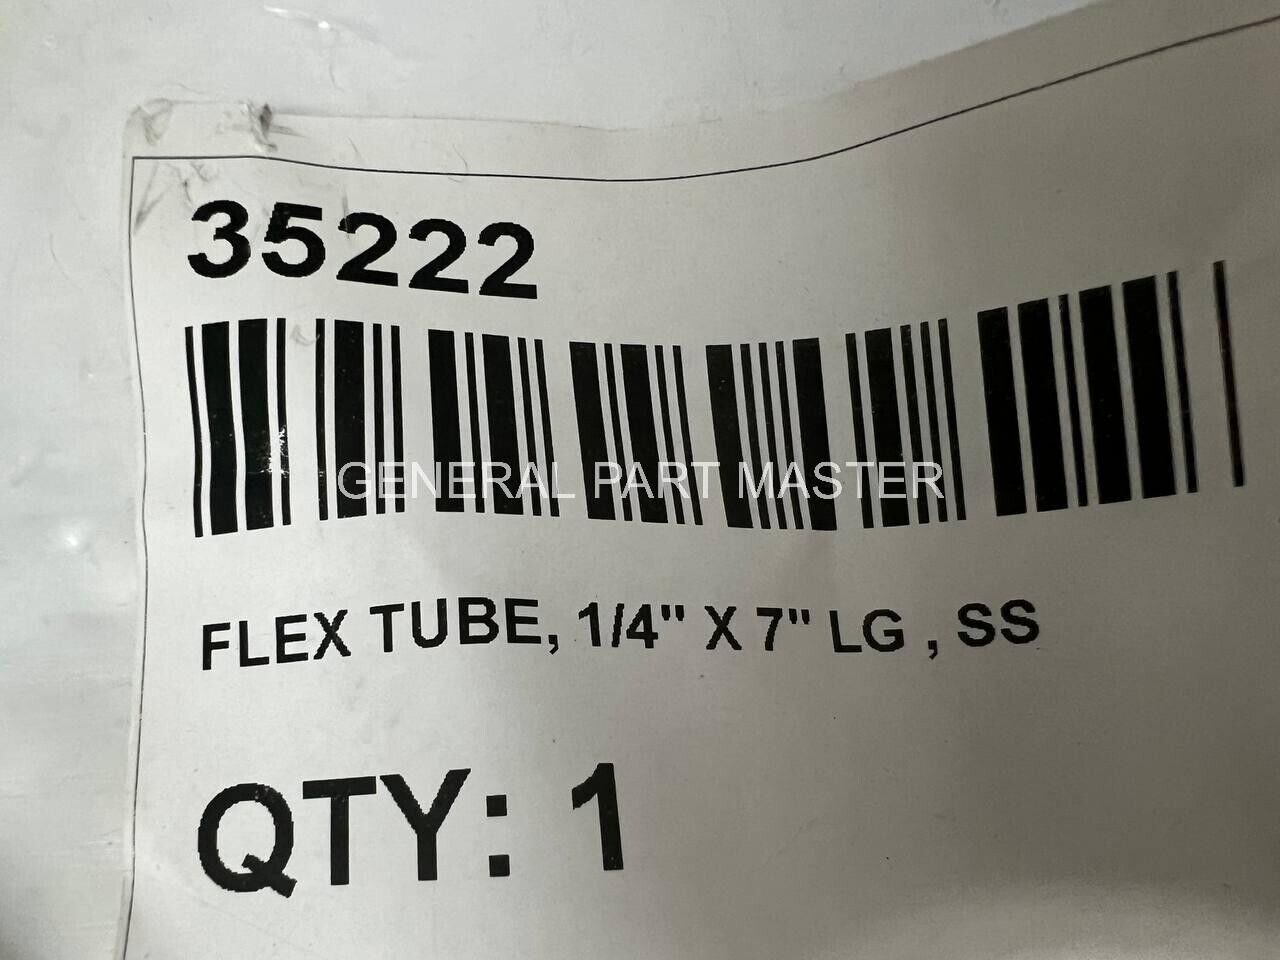 35222
GENERAL PART MASTER
FLEX TUBE, 1/4" X 7" LG , SS
QTY: 1